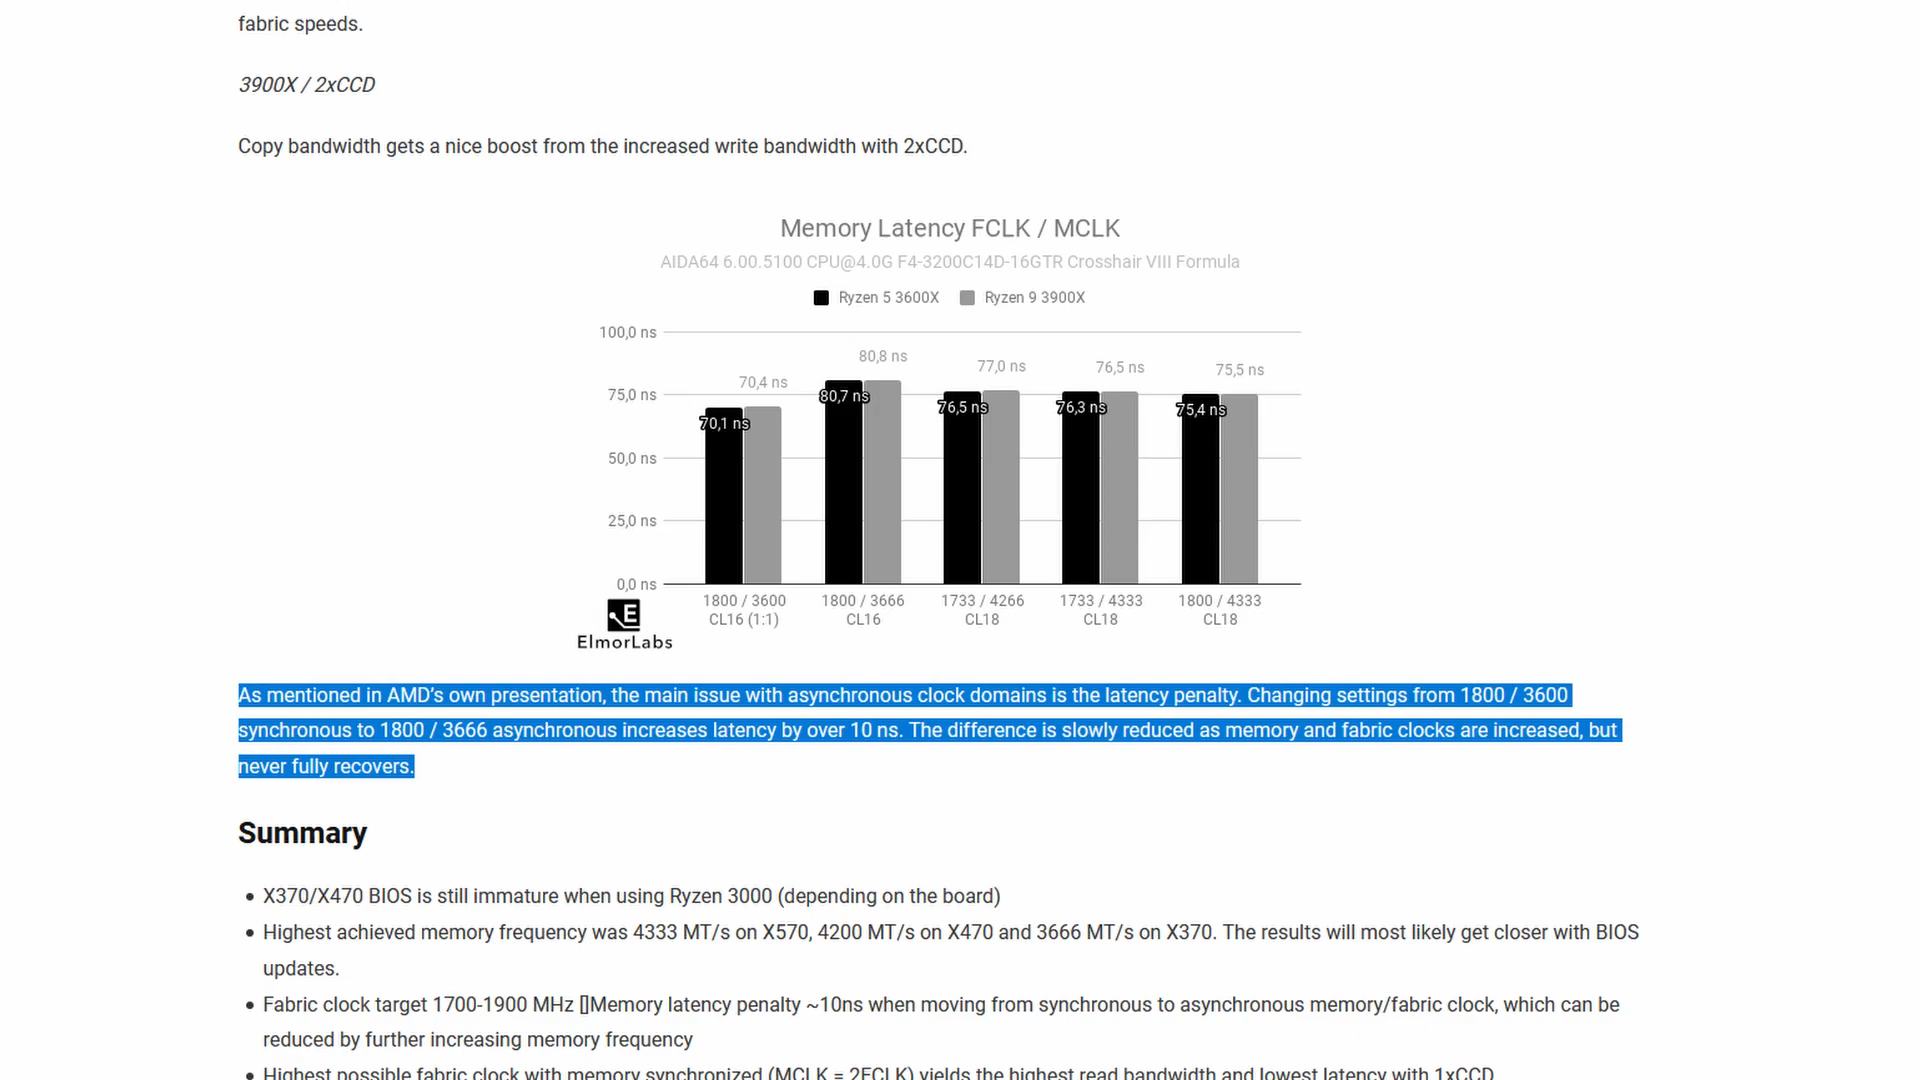 fabric speeds.
3900X / 2xCCD
Copy bandwidth gets a nice boost from the increased write bandwidth with 2xCCD.
Memory Latency FCLK / MCLK
AIDA64 6.00.5100 CPU@4.0G F4-3200C14D-16GTR Crosshair VIII Formula
Ryzen 5 3600X Ryzen 9 3900X
100,0 ns
75,0 ns
50,0 ns
25,0 ns
0,0 ns
70,1 ns 70,4 ns
80,7 ns 80,8 ns
76,5 ns 77,0 ns
76,3 ns 76,5 ns
75,4 ns 75,5 ns
1800 / 3600 1800 / 3666 1733 / 4266 1733 / 4333 1800 / 4333
CL16 (1:1) CL16 CL18 CL18 CL18
E
ElmorLabs
As mentioned in AMD’s own presentation, the main issue with asynchronous clock domains is the latency penalty. Changing settings from 1800 / 3600
synchronous to 1800 / 3666 asynchronous increases latency by over 10 ns. The difference is slowly reduced as memory and fabric clocks are increased, but
never fully recovers.
Summary
• X370/X470 BIOS is still immature when using Ryzen 3000 (depending on the board)
• Highest achieved memory frequency was 4333 MT/s on X570, 4200 MT/s on X470 and 3666 MT/s on X370. The results will most likely get closer with BIOS
updates.
• Fabric clock target 1700-1900 MHz []Memory latency penalty ~10ns when moving from synchronous to asynchronous memory/fabric clock, which can be
reduced by further increasing memory frequency
• Highest possible fabric clock with memory synchronized (MCLK = 2FCLK) yields the highest read bandwidth and lowest latency with 1xCCD